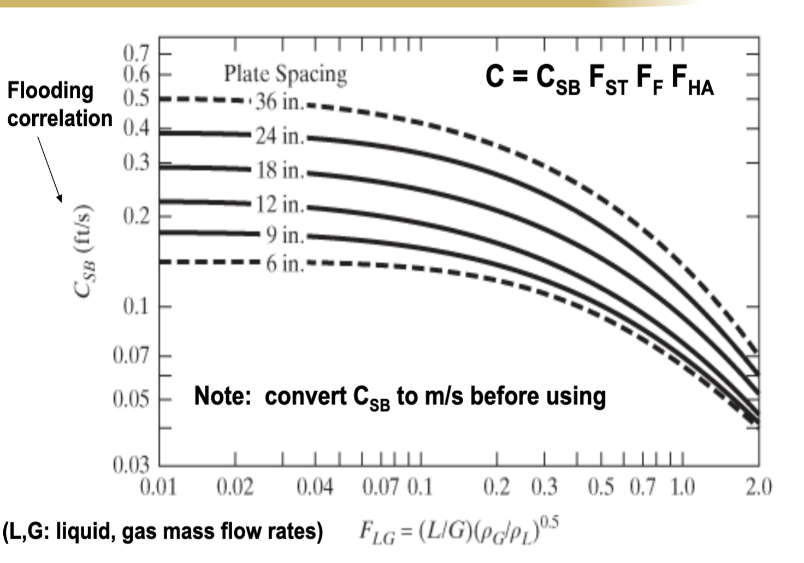 0.7
0.6
0.5
0.4
0.3
0.2
0.1
0.07
0.05
0.03
Flooding
correlation
C_SB (ft/s)
Plate Spacing
C = C_SB F_ST F_F F_HA
36 in.
24 in.
18 in.
12 in.
9 in.
6 in.
Note: convert C_SB to m/s before using
0.01 0.02 0.04 0.07 0.1 0.2 0.3 0.5 0.7 1.0 2.0
(L,G: liquid, gas mass flow rates) F_LG = (L/G)(ρ_G/ρ_L)^0.5